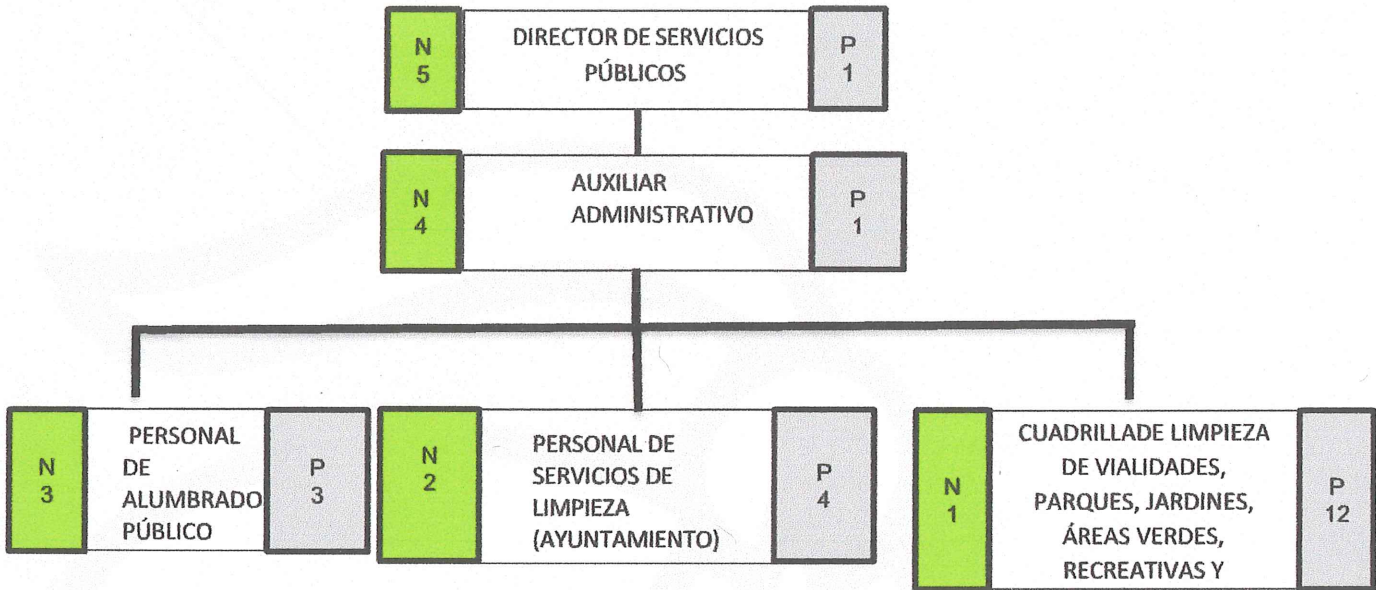 N
5
DIRECTOR DE SERVICIOS
PÚBLICOS
P
1
N
4
AUXILIAR
ADMINISTRATIVO
P
1
N
3
PERSONAL
DE
ALUMBRADO
PÚBLICO
P
3
N
2
PERSONAL DE
SERVICIOS DE
LIMPIEZA
(AYUNTAMIENTO)
P
4
N
1
CUADRILLADE LIMPIEZA
DE VIALIDADES,
PARQUES, JARDINES,
ÁREAS VERDES,
RECREATIVAS Y
P
12